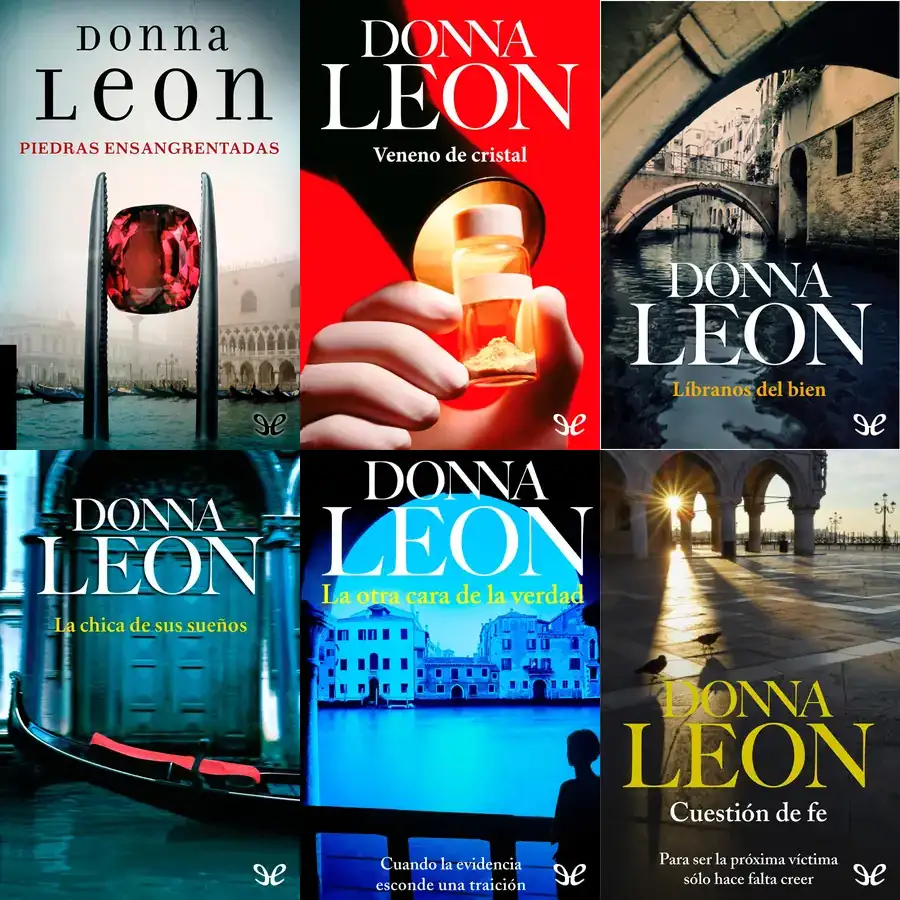 Donna
Leon
PIEDRAS ENSANGRENTADAS
DONNA
LEON
Veneno de cristal
DONNA
LEON
Líbranos del bien
DONNA
LEON
La chica de sus sueños
DONNA
LEON
La otra cara de la verdad
Cuando la evidencia
esconde una traición
DONNA
LEON
Cuestión de fe
Para ser la próxima víctima
sólo hace falta creer